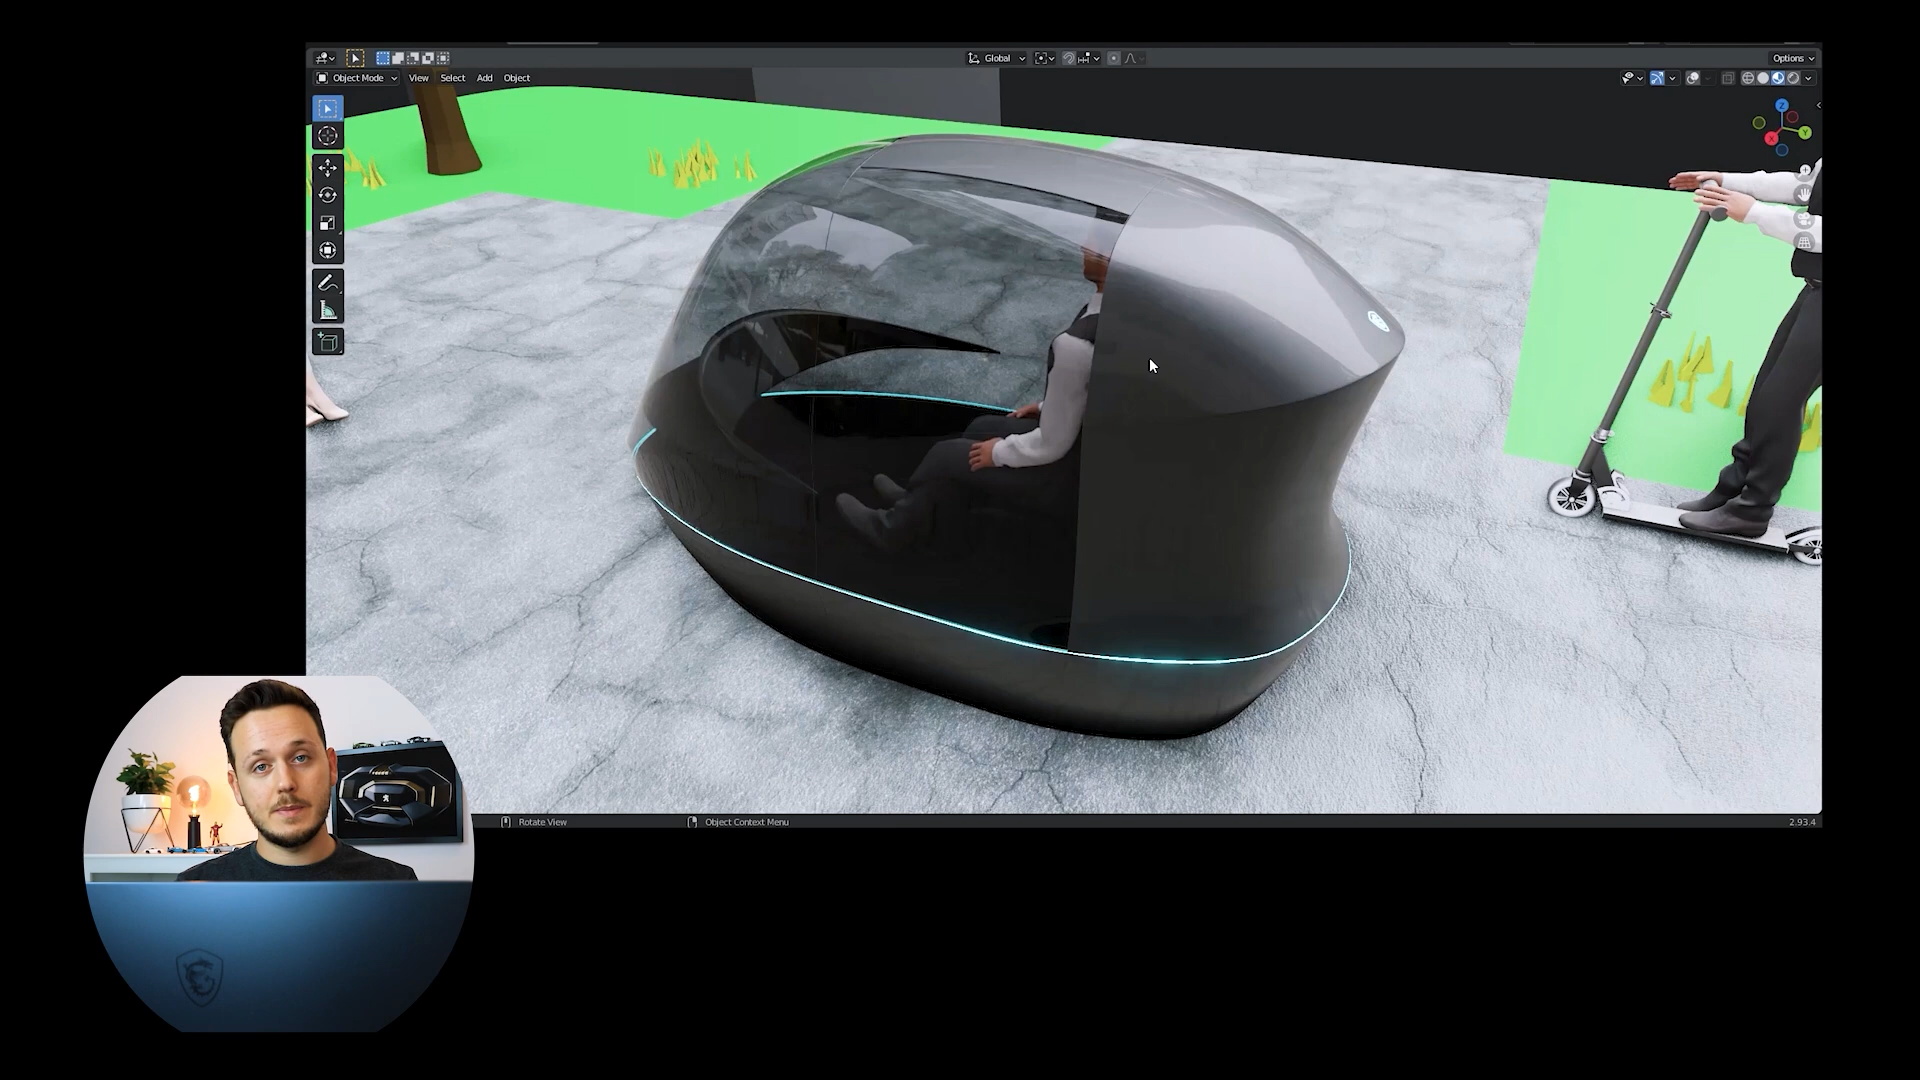 Global
Options
Object Mode
View
Select
Add
Object
Z
Y
X
Rotate View
Object Context Menu
2.93.4